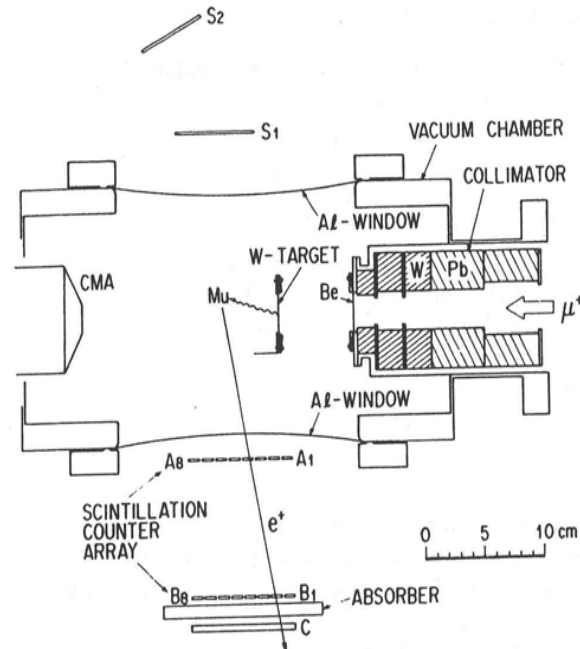 S2
S1
VACUUM CHAMBER
COLLIMATOR
Al-WINDOW
W-TARGET
CMA
Mu
Be
W
Pb
μ+
Al-WINDOW
A8
A1
SCINTILLATION
COUNTER
ARRAY
e+
0 5 10 cm
B8
B1
ABSORBER
C